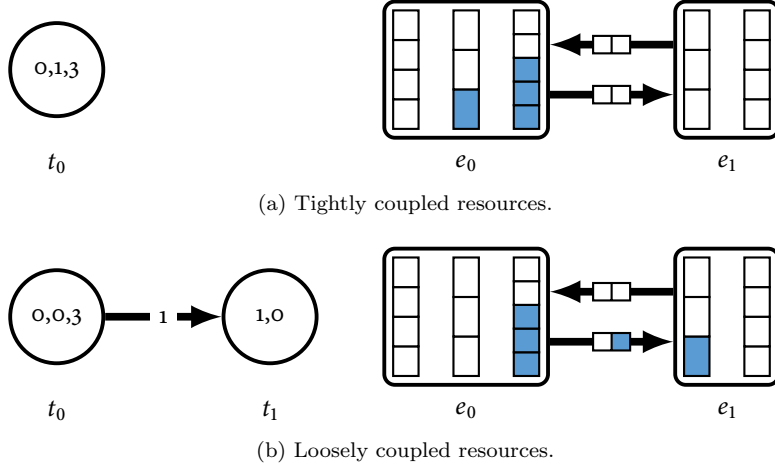 0,1,3
t0
e0
e1
(a) Tightly coupled resources.
0,0,3
1
1,0
t0
t1
e0
e1
(b) Loosely coupled resources.